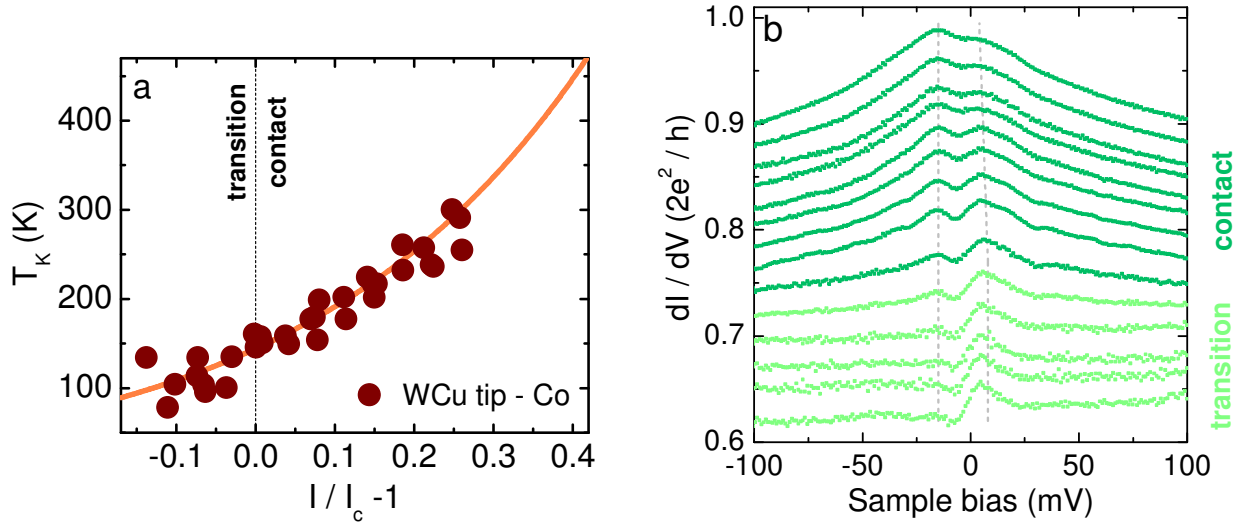 a
T_K (K)
400
300
200
100
transition
contact
WCu tip - Co
-0.1 0.0 0.1 0.2 0.3 0.4
I / I_c -1
b
dI / dV (2e² / h)
1.0
0.9
0.8
0.7
0.6
-100 -50 0 50 100
Sample bias (mV)
contact
transition